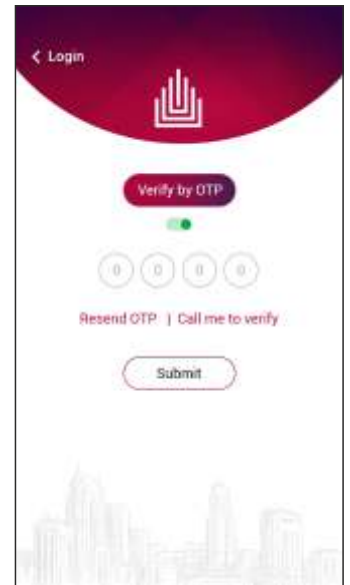 Login
Verify by OTP
0 0 0 0
Resend OTP | Call me to verify
Submit